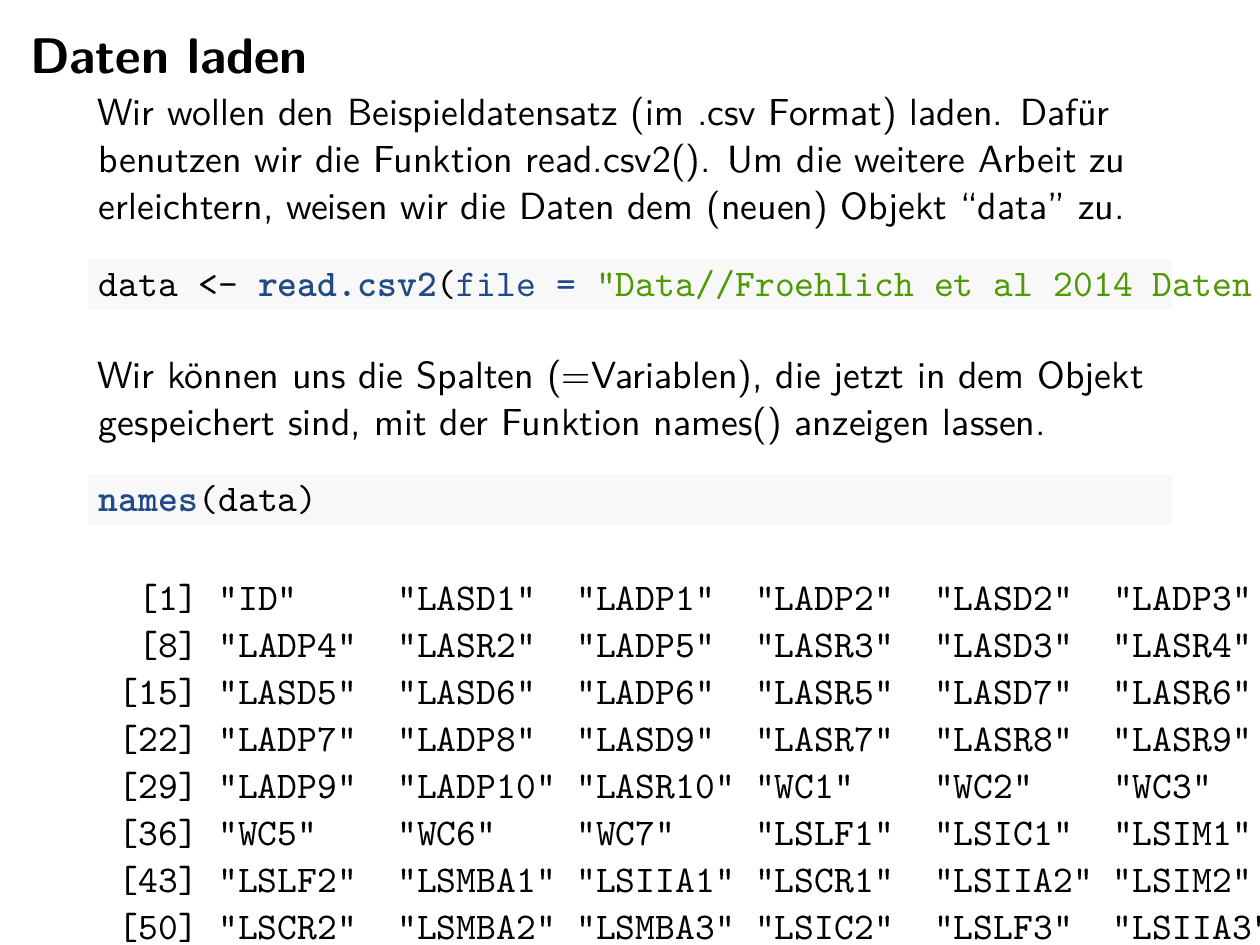 Daten laden
Wir wollen den Beispieldatensatz (im .csv Format) laden. Dafür
benutzen wir die Funktion read.csv2(). Um die weitere Arbeit zu
erleichtern, weisen wir die Daten dem (neuen) Objekt “data” zu.
data <- read.csv2(file = "Data//Froehlich et al 2014 Daten
Wir können uns die Spalten (=Variablen), die jetzt in dem Objekt
gespeichert sind, mit der Funktion names() anzeigen lassen.
names(data)
[1] "ID" "LASD1" "LADP1" "LADP2" "LASD2" "LADP3"
[8] "LADP4" "LASR2" "LADP5" "LASR3" "LASD3" "LASR4"
[15] "LASD5" "LASD6" "LADP6" "LASR5" "LASD7" "LASR6"
[22] "LADP7" "LADP8" "LASD9" "LASR7" "LASR8" "LASR9"
[29] "LADP9" "LADP10" "LASR10" "WC1" "WC2" "WC3"
[36] "WC5" "WC6" "WC7" "LSLF1" "LSIC1" "LSIM1"
[43] "LSLF2" "LSMBA1" "LSIIA1" "LSCR1" "LSIIA2" "LSIM2"
[50] "LSCR2" "LSMBA2" "LSMBA3" "LSIC2" "LSLF3" "LSIIA3"